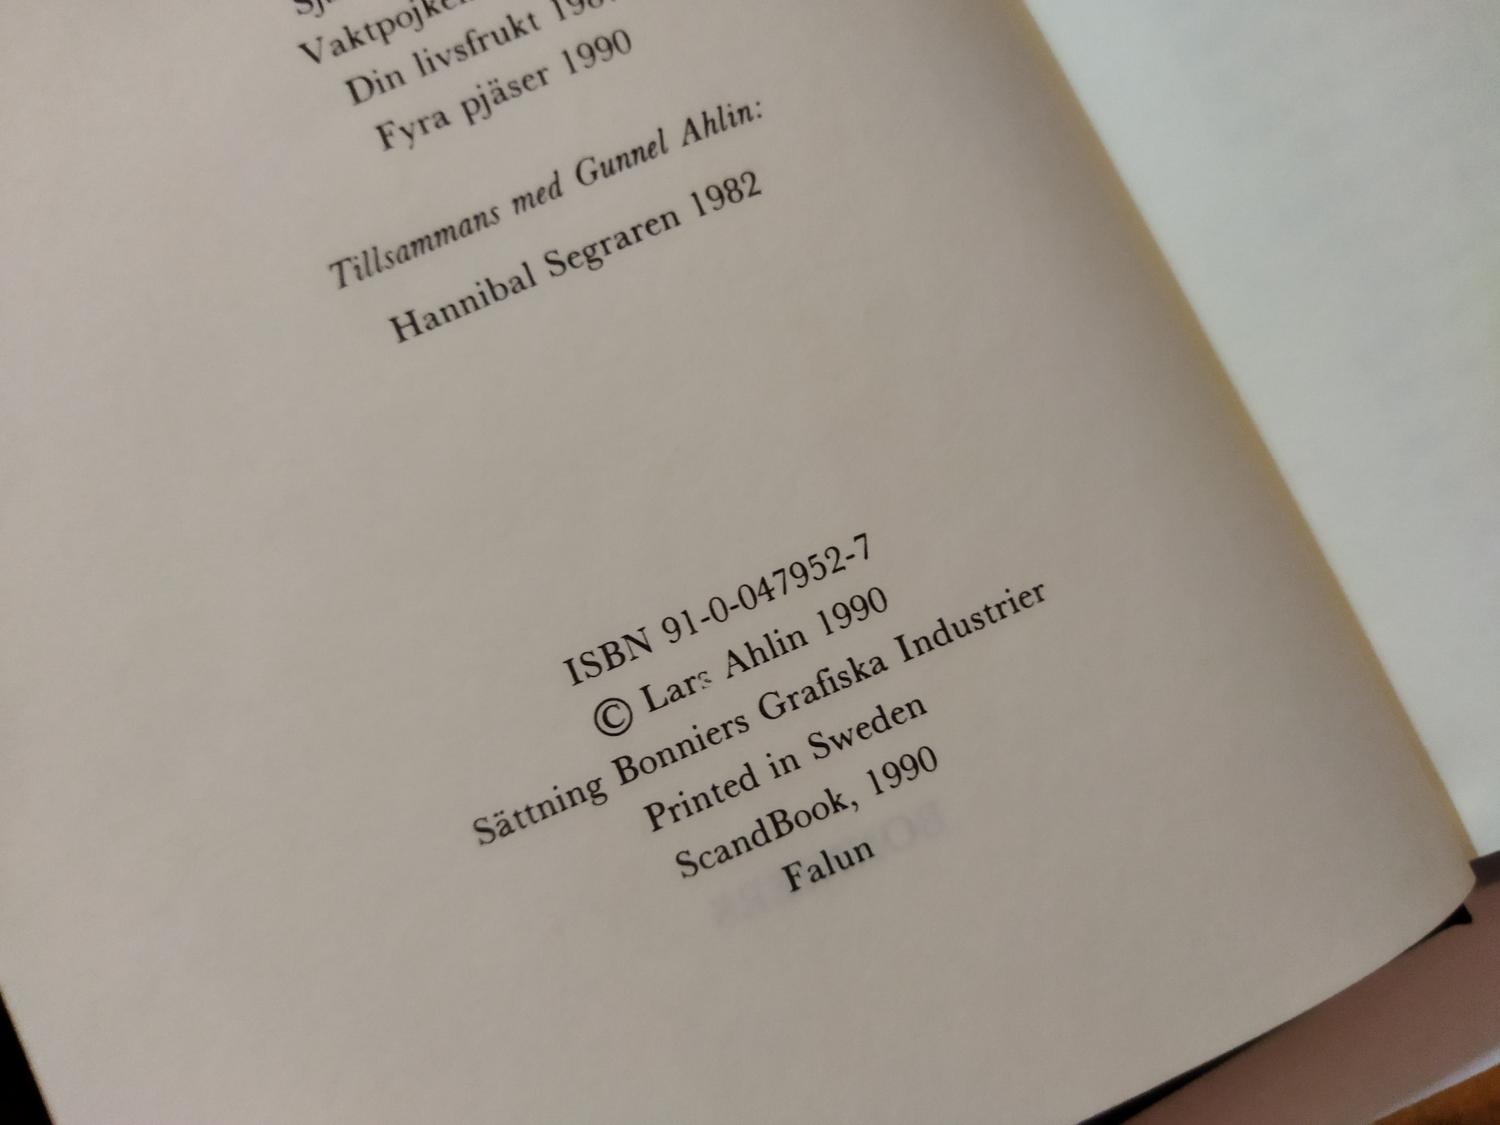 Vaktpojken
Din livsfrukt
Fyra pjäser 1990
Tillsammans med Gunnel Ahlin:
Hannibal Segraren 1982
ISBN 91-0-047952-7
© Lars Ahlin 1990
Sättning Bonniers Grafiska Industrier
Printed in Sweden
ScandBook, 1990
Falun